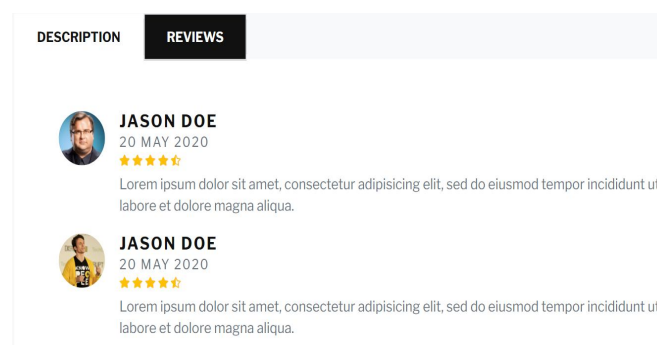 DESCRIPTION REVIEWS
JASON DOE
20 MAY 2020
Lorem ipsum dolor sit amet, consectetur adipisicing elit, sed do eiusmod tempor incididunt ut
labore et dolore magna aliqua.
JASON DOE
20 MAY 2020
Lorem ipsum dolor sit amet, consectetur adipisicing elit, sed do eiusmod tempor incididunt ut
labore et dolore magna aliqua.